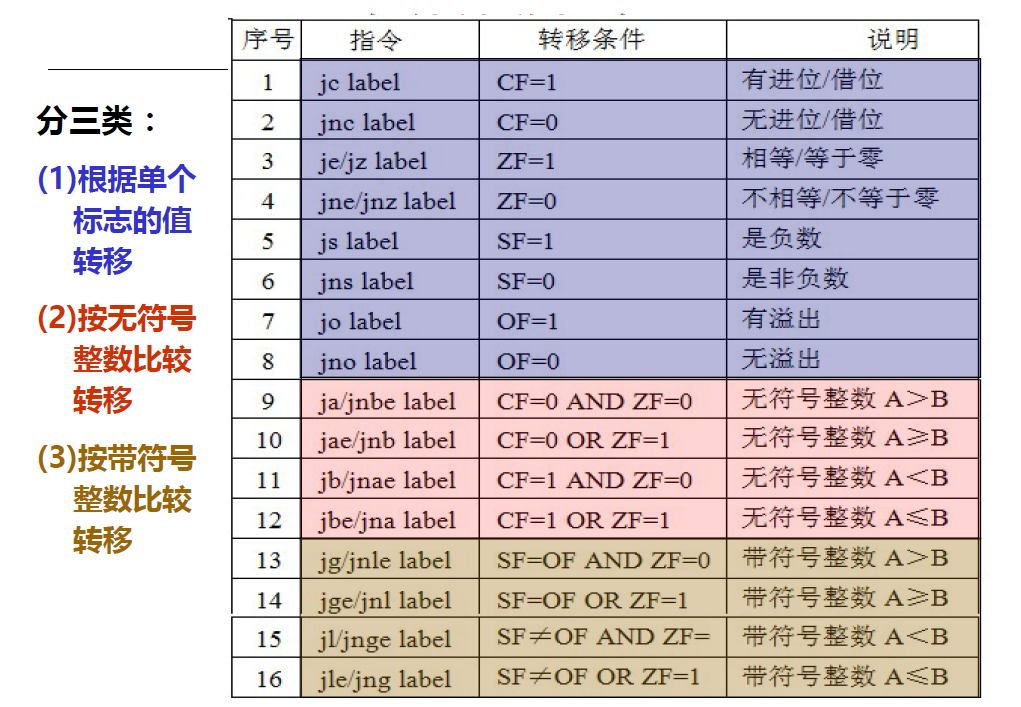 分三类：
(1)根据单个
标志的值
转移
(2)按无符号
整数比较
转移
(3)按带符号
整数比较
转移
序号 指令 转移条件 说明
1 jc label CF=1 有进位/借位
2 jnc label CF=0 无进位/借位
3 je/jz label ZF=1 相等/等于零
4 jne/jnz label ZF=0 不相等/不等于零
5 js label SF=1 是负数
6 jns label SF=0 是非负数
7 jo label OF=1 有溢出
8 jno label OF=0 无溢出
9 ja/jnbe label CF=0 AND ZF=0 无符号整数 A＞B
10 jae/jnb label CF=0 OR ZF=1 无符号整数 A≥B
11 jb/jnae label CF=1 AND ZF=0 无符号整数 A＜B
12 jbe/jna label CF=1 OR ZF=1 无符号整数 A≤B
13 jg/jnle label SF=OF AND ZF=0 带符号整数 A＞B
14 jge/jnl label SF=OF OR ZF=1 带符号整数 A≥B
15 jl/jnge label SF≠OF AND ZF= 带符号整数 A＜B
16 jle/jng label SF≠OF OR ZF=1 带符号整数 A≤B